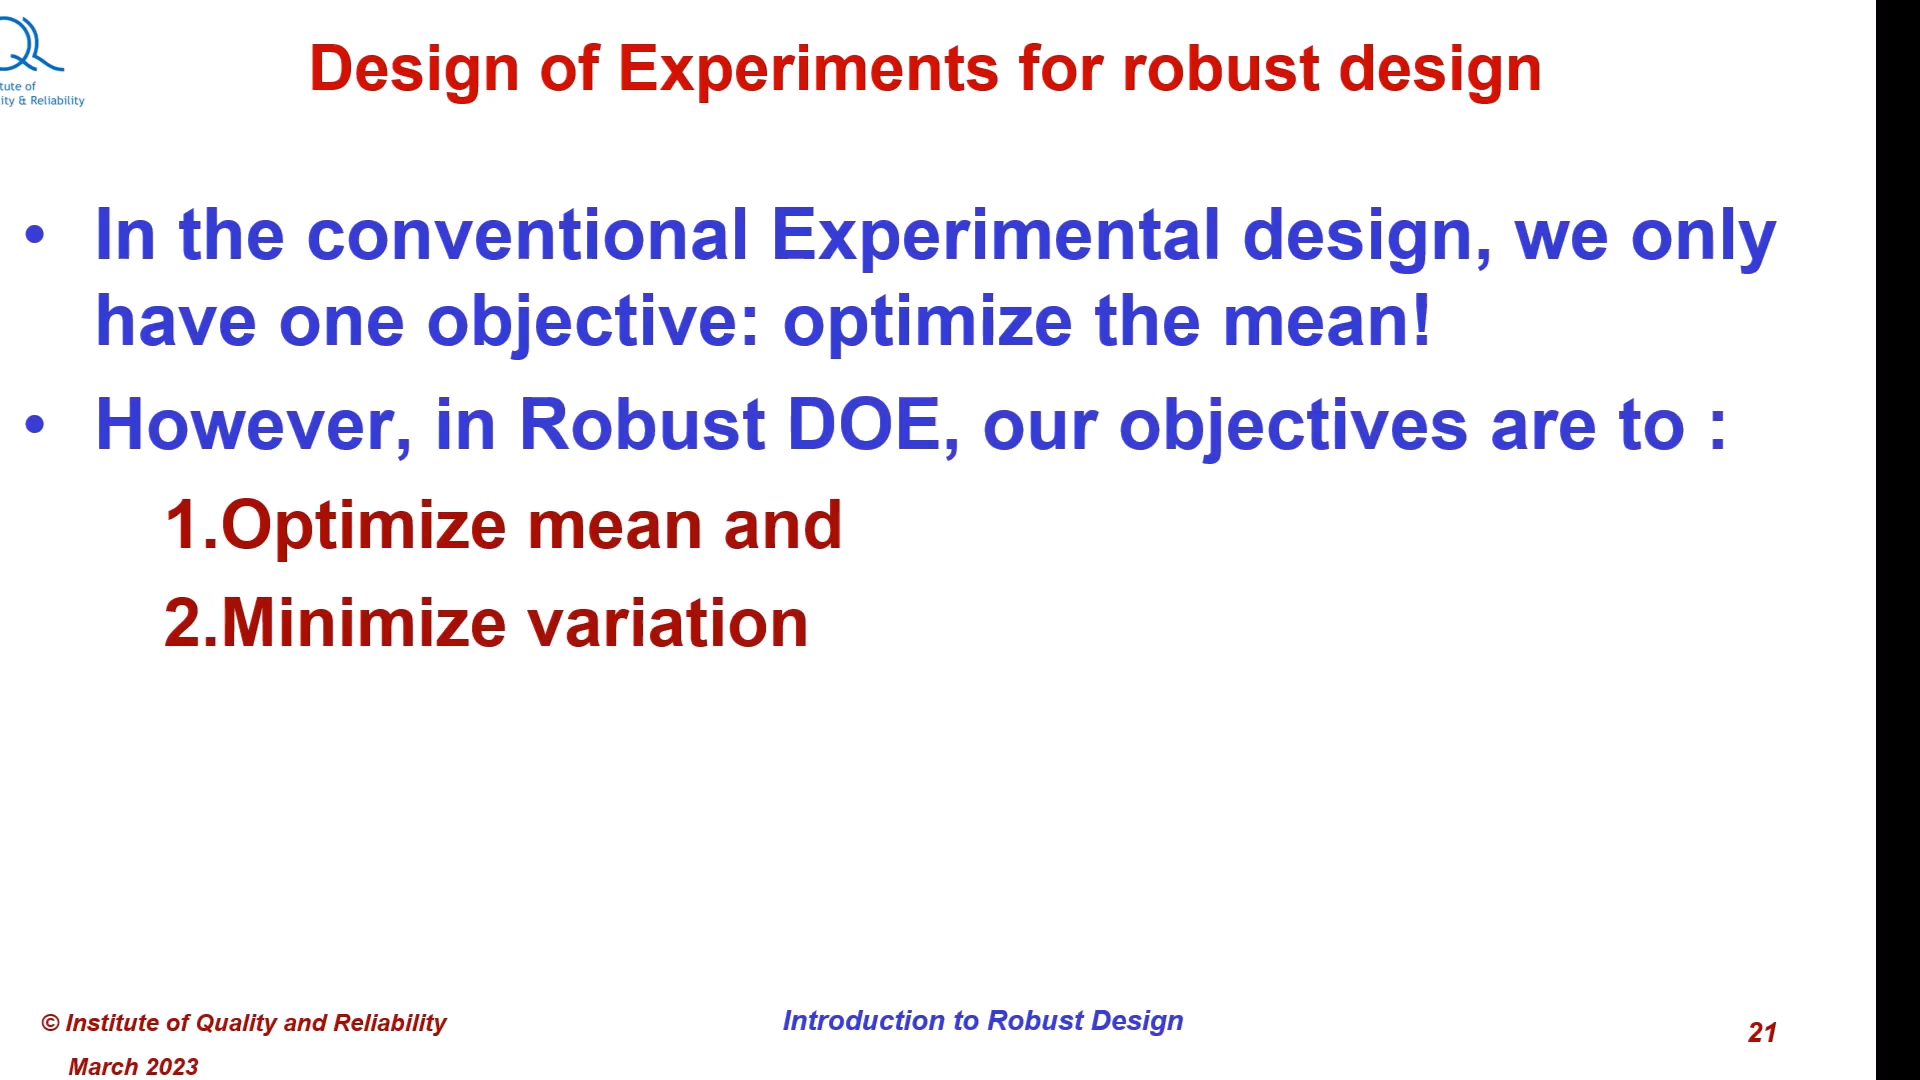 tute of
ity & Reliability
Design of Experiments for robust design
• In the conventional Experimental design, we only
have one objective: optimize the mean!
• However, in Robust DOE, our objectives are to :
1.Optimize mean and
2.Minimize variation
© Institute of Quality and Reliability
March 2023
Introduction to Robust Design
21